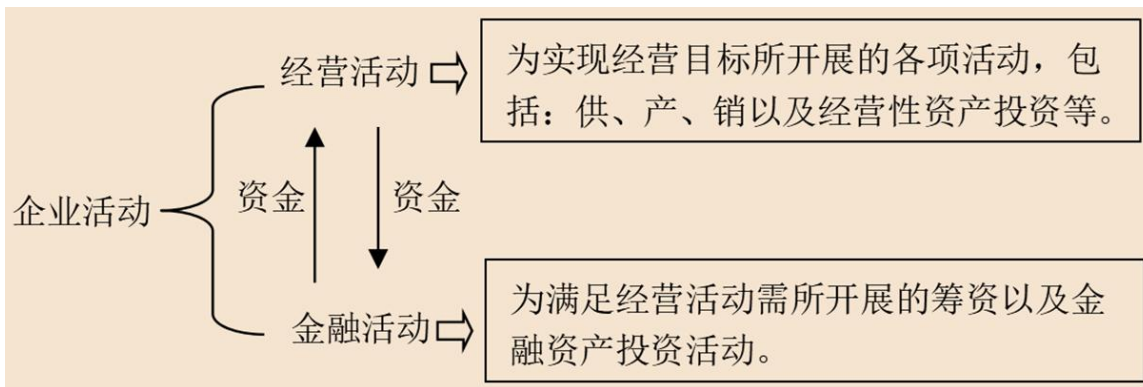 经营活动
为实现经营目标所开展的各项活动，包
括：供、产、销以及经营性资产投资等。
企业活动
资金
资金
金融活动
为满足经营活动需所开展的筹资以及金
融资产投资活动。